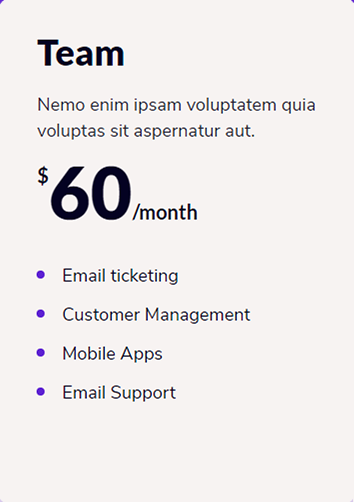 Team
Nemo enim ipsam voluptatem quia
voluptas sit aspernatur aut.
$60/month
Email ticketing
Customer Management
Mobile Apps
Email Support